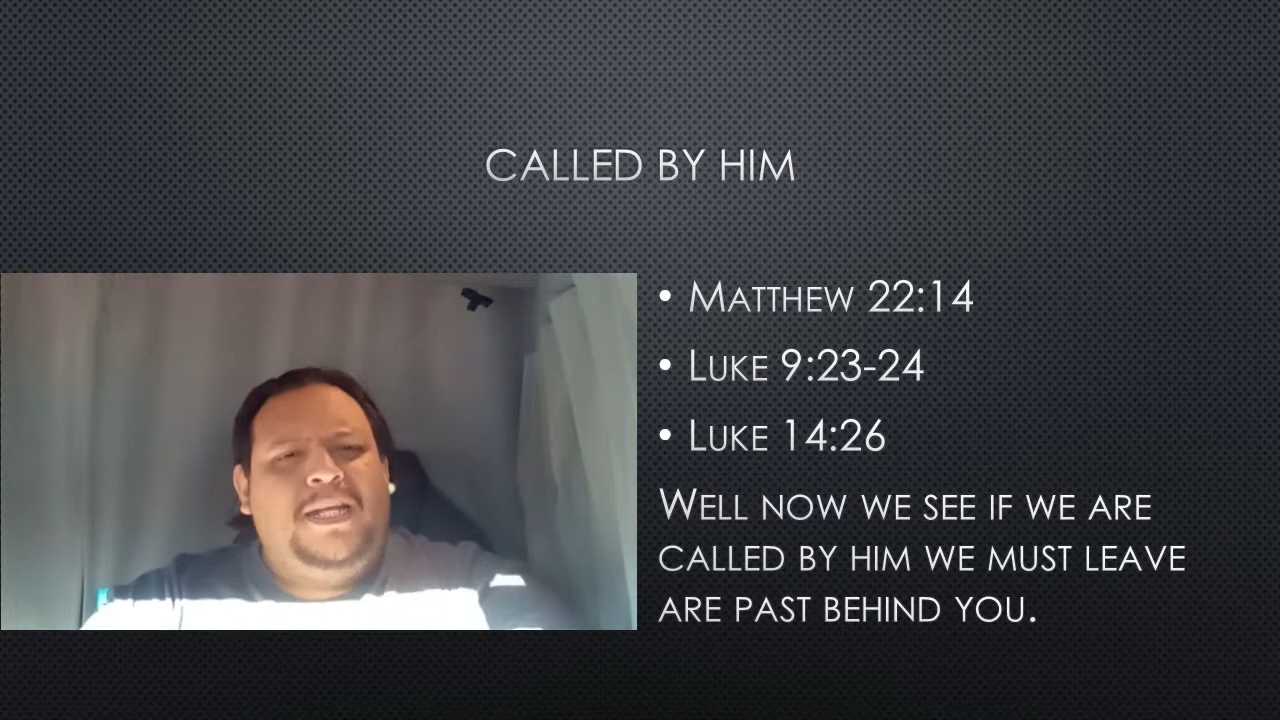 CALLED BY HIM
• MATTHEW 22:14
• LUKE 9:23-24
• LUKE 14:26
WELL NOW WE SEE IF WE ARE
CALLED BY HIM WE MUST LEAVE
ARE PAST BEHIND YOU.